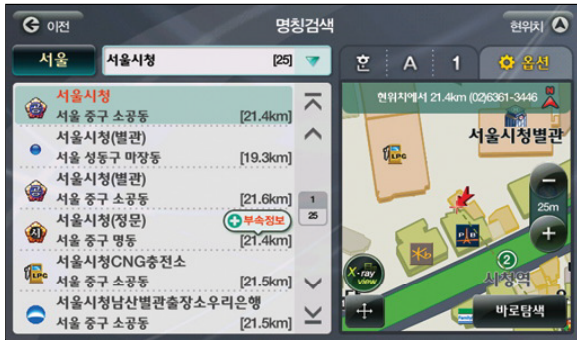 이전
명칭검색
현위치
서울
서울시청 [25]
흔 A 1 옵션
서울시청
서울 중구 소공동 [21.4km]
서울시청(별관)
서울 성동구 마장동 [19.3km]
서울시청(별관)
서울 중구 소공동 [21.6km]
서울시청(정문)
부속정보
서울 중구 명동 [21.4km]
서울시청CNG충전소
서울 중구 소공동 [21.5km]
서울시청남산별관출장소우리은행
서울 중구 소공동 [21.5km]
1
25
현위치에서 21.4km (02)6361-3446
N
서울시청별관
LPG
25m
P
2
시청역
X-ray
view
바로탐색
LPG